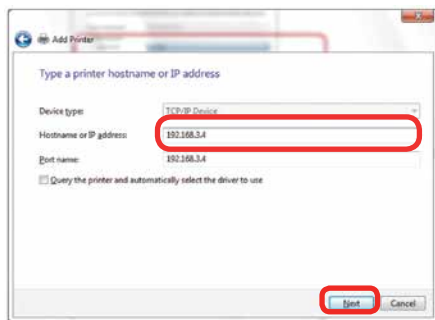 Add Printer
Type a printer hostname or IP address
Device type: TCP/IP Device
Hostname or IP address: 192.168.3.4
Port name: 192.168.3.4
Query the printer and automatically select the driver to use
Next Cancel